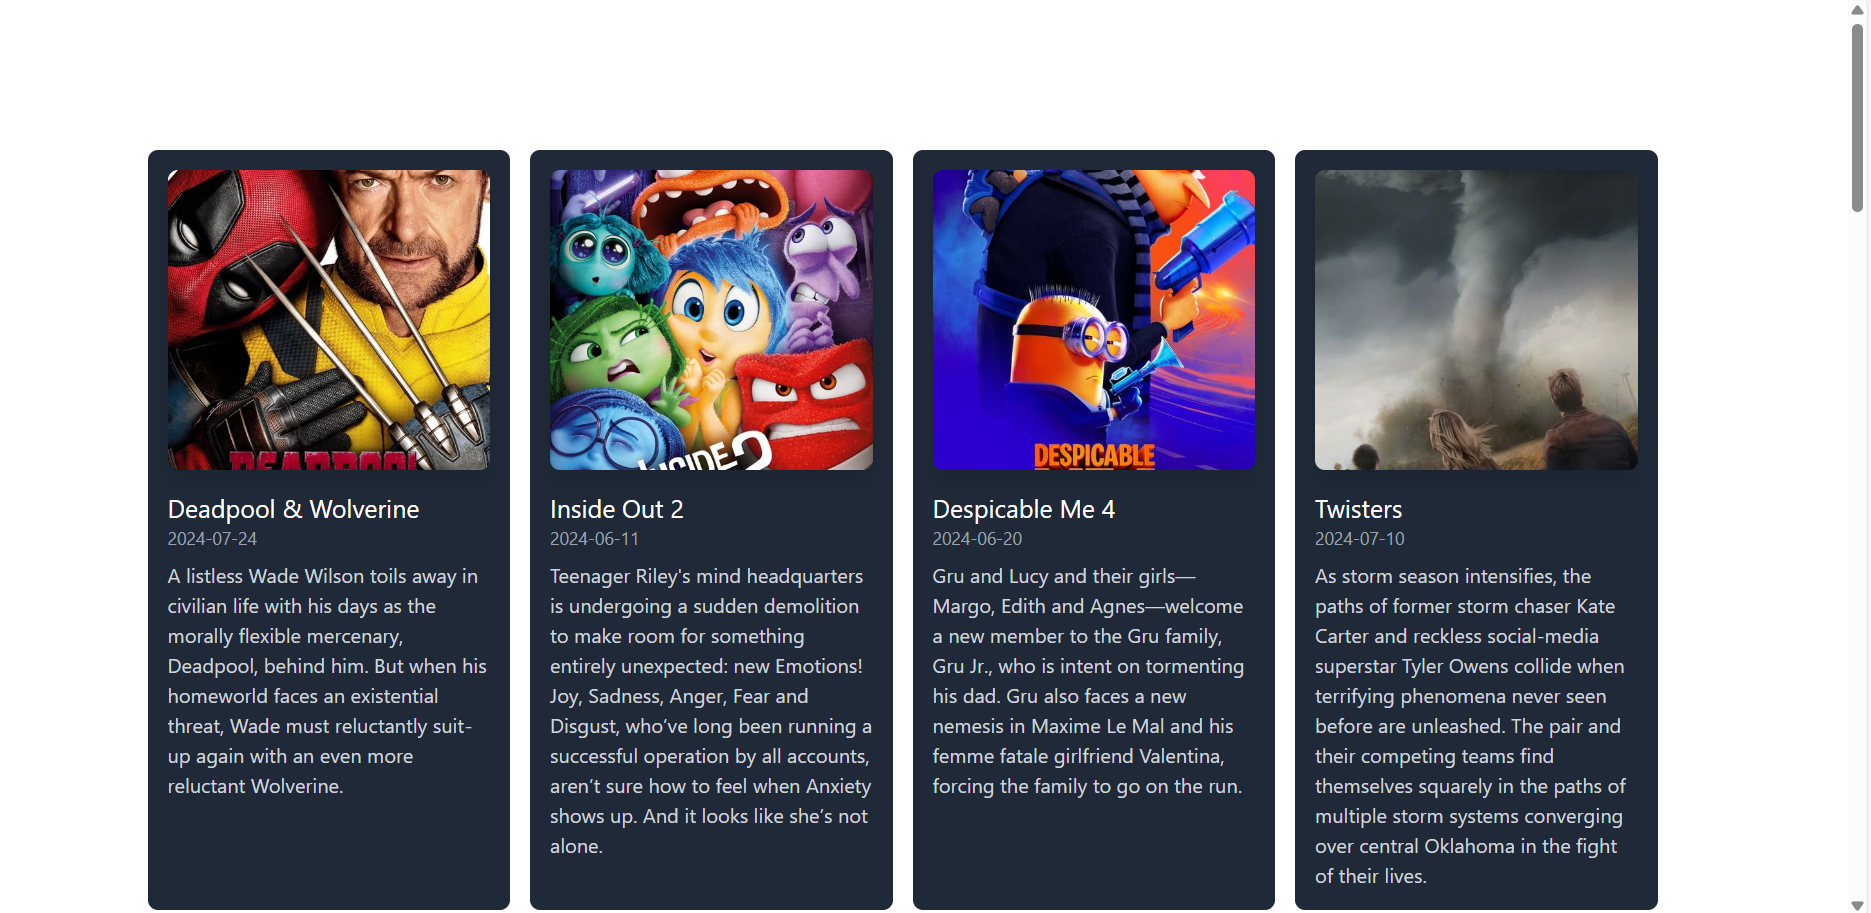 DEADPOOL
INSIDE 2
DESPICABLE
Deadpool & Wolverine
2024-07-24
A listless Wade Wilson toils away in
civilian life with his days as the
morally flexible mercenary,
Deadpool, behind him. But when his
homeworld faces an existential
threat, Wade must reluctantly suit-
up again with an even more
reluctant Wolverine.
Inside Out 2
2024-06-11
Teenager Riley's mind headquarters
is undergoing a sudden demolition
to make room for something
entirely unexpected: new Emotions!
Joy, Sadness, Anger, Fear and
Disgust, who’ve long been running a
successful operation by all accounts,
aren’t sure how to feel when Anxiety
shows up. And it looks like she’s not
alone.
Despicable Me 4
2024-06-20
Gru and Lucy and their girls—
Margo, Edith and Agnes—welcome
a new member to the Gru family,
Gru Jr., who is intent on tormenting
his dad. Gru also faces a new
nemesis in Maxime Le Mal and his
femme fatale girlfriend Valentina,
forcing the family to go on the run.
Twisters
2024-07-10
As storm season intensifies, the
paths of former storm chaser Kate
Carter and reckless social-media
superstar Tyler Owens collide when
terrifying phenomena never seen
before are unleashed. The pair and
their competing teams find
themselves squarely in the paths of
multiple storm systems converging
over central Oklahoma in the fight
of their lives.